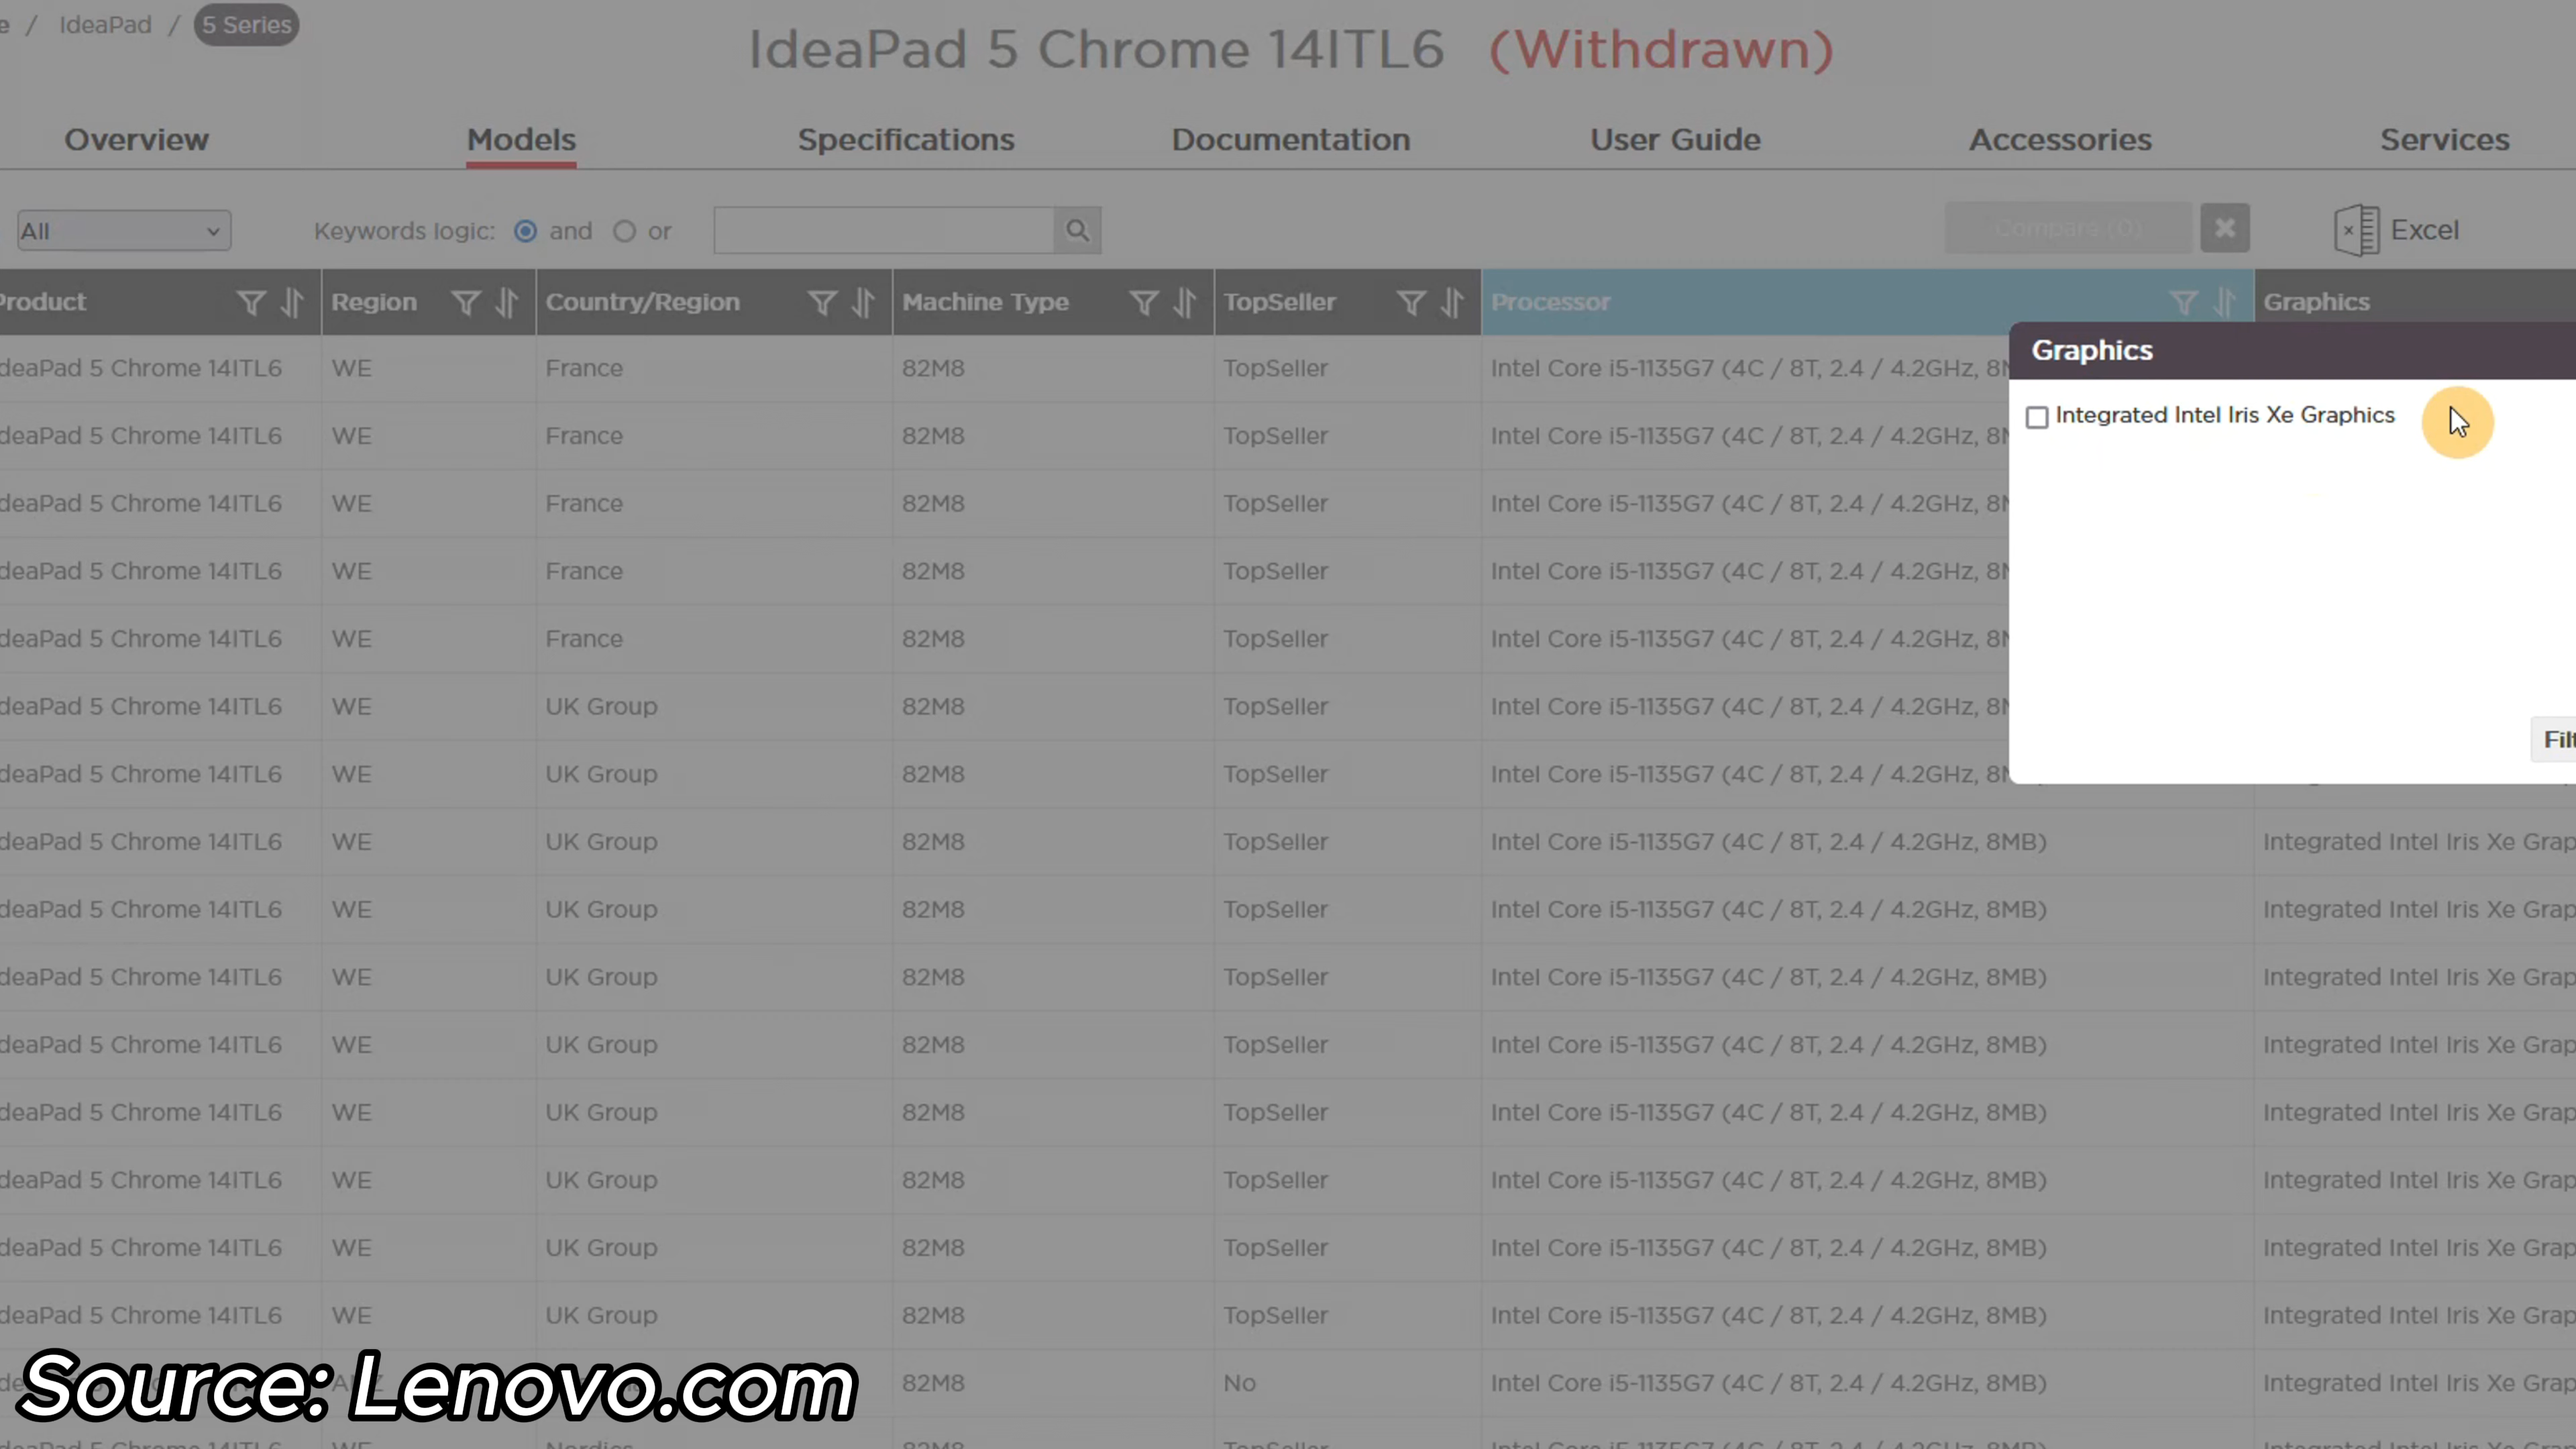 e / IdeaPad / 5 Series
IdeaPad 5 Chrome 14ITL6 (Withdrawn)
Overview Models Specifications Documentation User Guide Accessories Services
All Keywords logic: and or Compare (0) Excel
Product Region Country/Region Machine Type TopSeller Processor Graphics
Graphics
Integrated Intel Iris Xe Graphics
Filt
deaPad 5 Chrome 14ITL6 WE France 82M8 TopSeller Intel Core i5-1135G7 (4C / 8T, 2.4 / 4.2GHz, 8M
deaPad 5 Chrome 14ITL6 WE France 82M8 TopSeller Intel Core i5-1135G7 (4C / 8T, 2.4 / 4.2GHz, 8M
deaPad 5 Chrome 14ITL6 WE France 82M8 TopSeller Intel Core i5-1135G7 (4C / 8T, 2.4 / 4.2GHz, 8M
deaPad 5 Chrome 14ITL6 WE France 82M8 TopSeller Intel Core i5-1135G7 (4C / 8T, 2.4 / 4.2GHz, 8M
deaPad 5 Chrome 14ITL6 WE France 82M8 TopSeller Intel Core i5-1135G7 (4C / 8T, 2.4 / 4.2GHz, 8M
deaPad 5 Chrome 14ITL6 WE UK Group 82M8 TopSeller Intel Core i5-1135G7 (4C / 8T, 2.4 / 4.2GHz, 8M
deaPad 5 Chrome 14ITL6 WE UK Group 82M8 TopSeller Intel Core i5-1135G7 (4C / 8T, 2.4 / 4.2GHz, 8M
deaPad 5 Chrome 14ITL6 WE UK Group 82M8 TopSeller Intel Core i5-1135G7 (4C / 8T, 2.4 / 4.2GHz, 8MB) Integrated Intel Iris Xe Grap
deaPad 5 Chrome 14ITL6 WE UK Group 82M8 TopSeller Intel Core i5-1135G7 (4C / 8T, 2.4 / 4.2GHz, 8MB) Integrated Intel Iris Xe Grap
deaPad 5 Chrome 14ITL6 WE UK Group 82M8 TopSeller Intel Core i5-1135G7 (4C / 8T, 2.4 / 4.2GHz, 8MB) Integrated Intel Iris Xe Grap
deaPad 5 Chrome 14ITL6 WE UK Group 82M8 TopSeller Intel Core i5-1135G7 (4C / 8T, 2.4 / 4.2GHz, 8MB) Integrated Intel Iris Xe Grap
deaPad 5 Chrome 14ITL6 WE UK Group 82M8 TopSeller Intel Core i5-1135G7 (4C / 8T, 2.4 / 4.2GHz, 8MB) Integrated Intel Iris Xe Grap
deaPad 5 Chrome 14ITL6 WE UK Group 82M8 TopSeller Intel Core i5-1135G7 (4C / 8T, 2.4 / 4.2GHz, 8MB) Integrated Intel Iris Xe Grap
deaPad 5 Chrome 14ITL6 WE UK Group 82M8 TopSeller Intel Core i5-1135G7 (4C / 8T, 2.4 / 4.2GHz, 8MB) Integrated Intel Iris Xe Grap
deaPad 5 Chrome 14ITL6 WE UK Group 82M8 TopSeller Intel Core i5-1135G7 (4C / 8T, 2.4 / 4.2GHz, 8MB) Integrated Intel Iris Xe Grap
82M8 No Intel Core i5-1135G7 (4C / 8T, 2.4 / 4.2GHz, 8MB) Integrated Intel Iris Xe Grap
Source: Lenovo.com